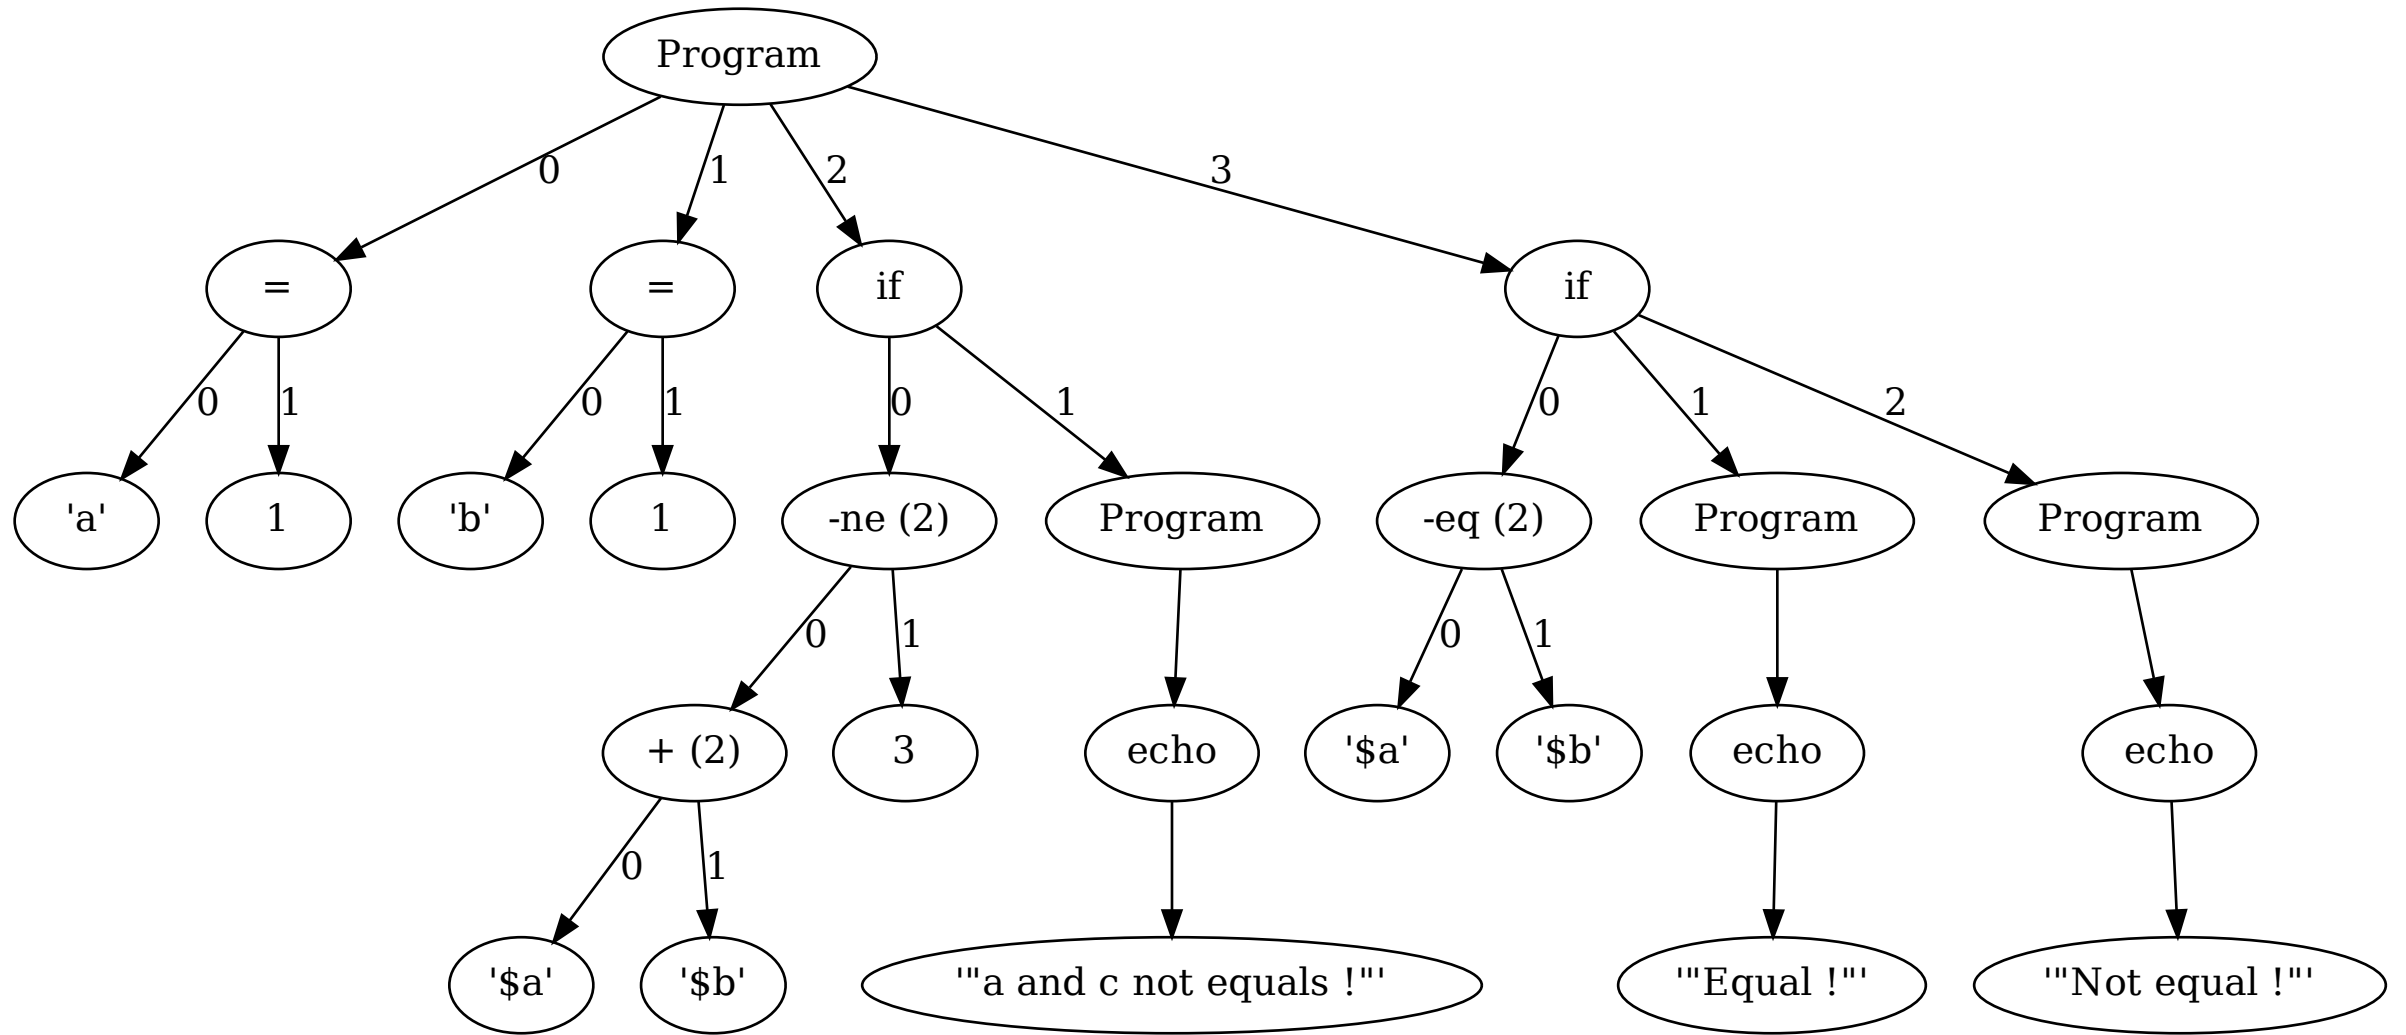 Program
0 1 2 3
= = if if
0 1 0 1 0 1 0 1 2
'a' 1 'b' 1 -ne (2) Program -eq (2) Program Program
0 1 0 1
+ (2) 3 echo '$a' '$b' echo echo
0 1
'$a' '$b' '"a and c not equals !"' '"Equal !"' '"Not equal !"'